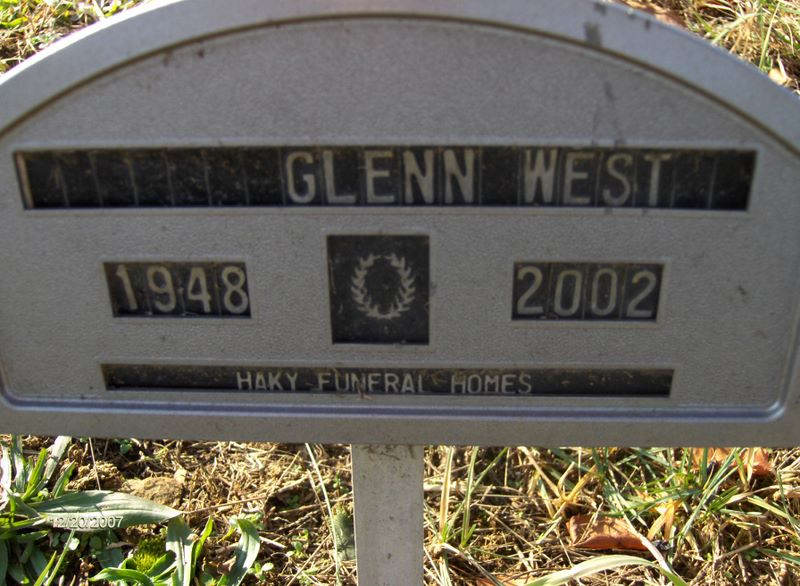 GLENN WEST
1948 2002
HAKY FUNERAL HOMES
12/20/2007